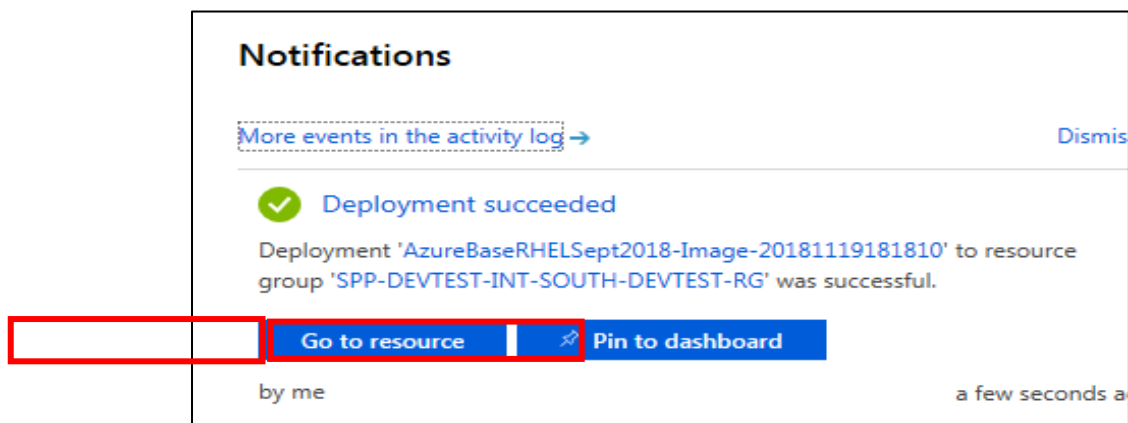 Notifications
More events in the activity log → Dismis
Deployment succeeded
Deployment 'AzureBaseRHELSept2018-Image-20181119181810' to resource
group 'SPP-DEVTEST-INT-SOUTH-DEVTEST-RG' was successful.
Go to resource Pin to dashboard
by me a few seconds a